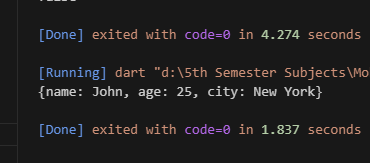 [Done] exited with code=0 in 4.274 seconds
[Running] dart "d:\5th Semester Subjects\Mo
{name: John, age: 25, city: New York}
[Done] exited with code=0 in 1.837 seconds